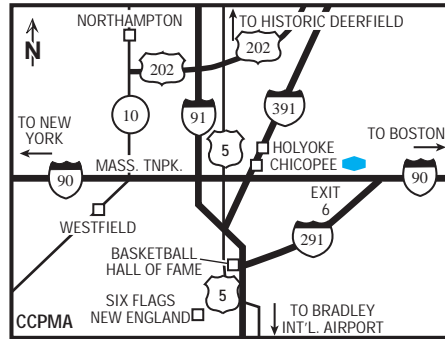 NORTHAMPTON
TO HISTORIC DEERFIELD
N
202
202
391
10
91
TO NEW
YORK
5
HOLYOKE
CHICOPEE
TO BOSTON
MASS. TNPK.
90
90
EXIT
6
WESTFIELD
291
BASKETBALL
HALL OF FAME
5
SIX FLAGS
NEW ENGLAND
TO BRADLEY
INT'L. AIRPORT
CCPMA